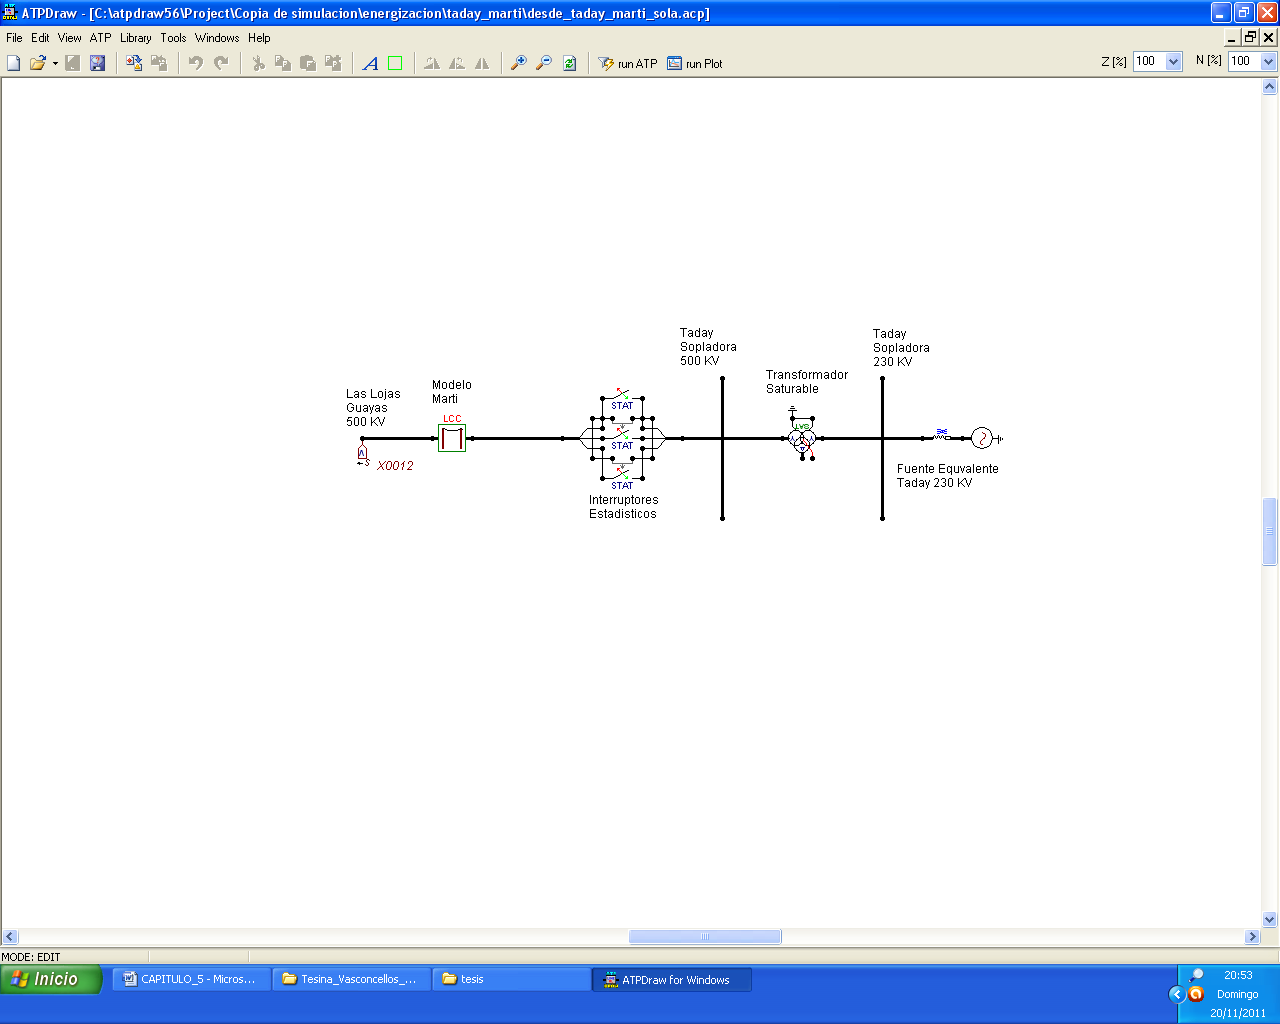 ATPDraw - [C:\atpdraw56\Project\Copia de simulacion\energizacion\taday_marti\desde_taday_marti_sola.acp]
File Edit View ATP Library Tools Windows Help
run ATP run Plot Z [%] 100 N [%] 100
Taday
Sopladora
500 KV
Taday
Sopladora
230 KV
Transformador
Saturable
Modelo
Marti
Las Lojas
Guayas
500 KV
LCC
X0012
STAT
STAT
STAT
SAT
Interruptores
Estadisticos
Fuente Equvalente
Taday 230 KV
MODE: EDIT
Inicio
CAPITULO_5 - Micros...
Tesina_Vasconcellos_...
tesis
ATPDraw for Windows
20:53
Domingo
20/11/2011